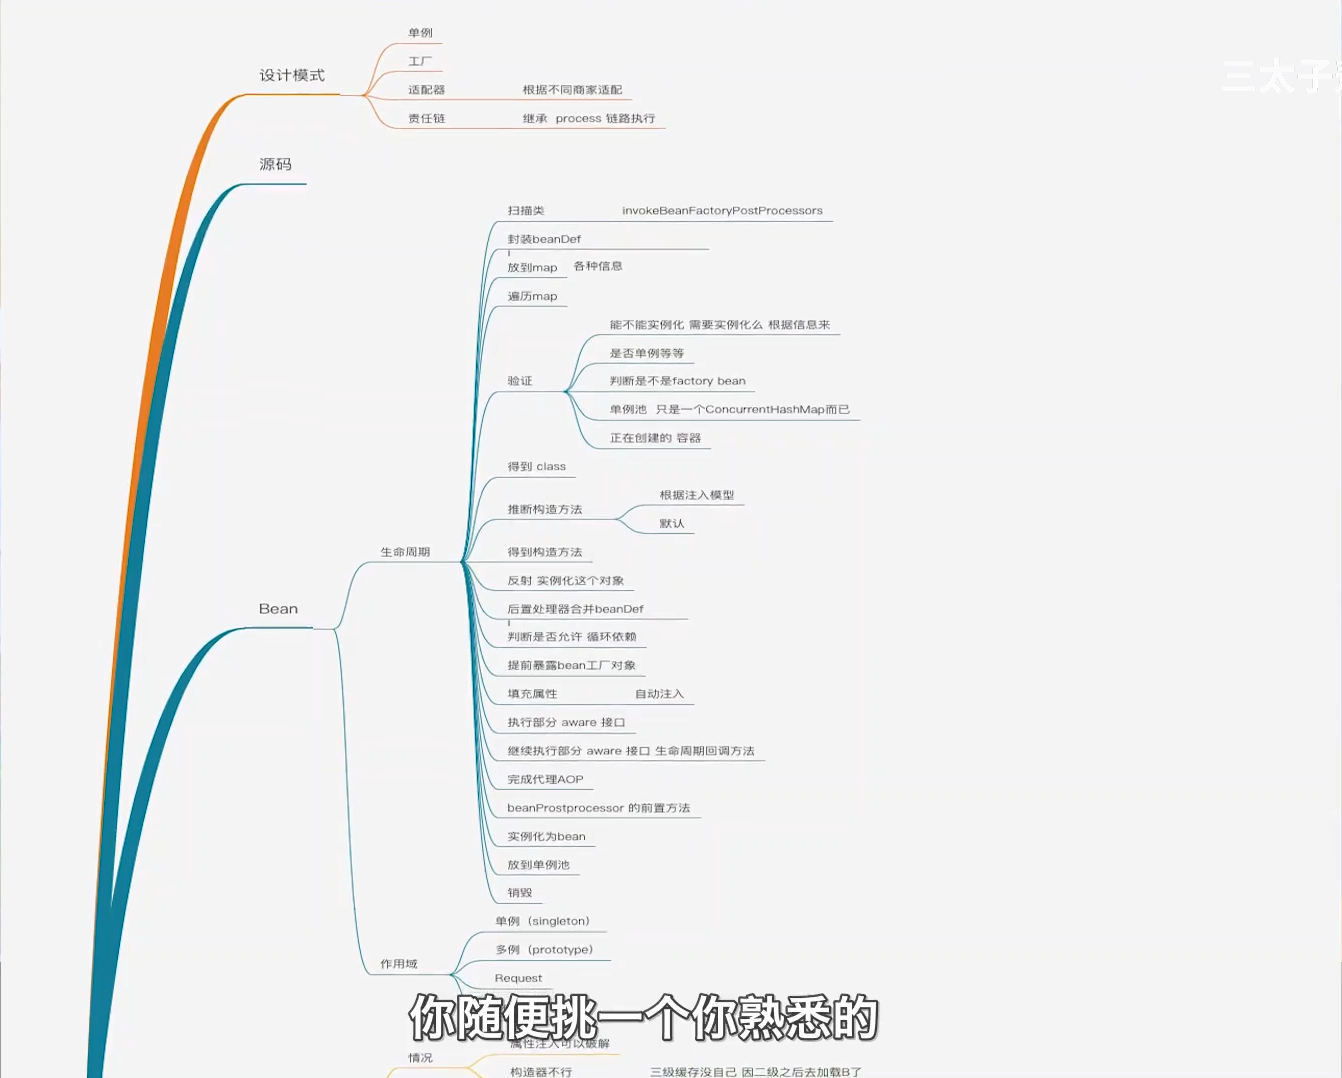 单例
工厂
设计模式
适配器 根据不同商家适配
责任链 继承 process 链路执行
三太子
源码
扫描类 invokeBeanFactoryPostProcessors
封装beanDef
放到map 各种信息
遍历map
能不能实例化 需要实例化么 根据信息来
是否单例等等
验证
判断是不是factory bean
单例池 只是一个ConcurrentHashMap而已
正在创建的 容器
得到 class
根据注入模型
推断构造方法
默认
生命周期
得到构造方法
反射 实例化这个对象
Bean
后置处理器合并beanDef
判断是否允许 循环依赖
提前暴露bean工厂对象
填充属性 自动注入
执行部分 aware 接口
继续执行部分 aware 接口 生命周期回调方法
完成代理AOP
beanProstprocessor 的前置方法
实例化为bean
放到单例池
销毁
单例（singleton）
多例（prototype）
作用域
Request
你随便挑一个你熟悉的
属性注入可以破解
情况
构造器不行 三级缓存没自己 因二级之后去加载B了